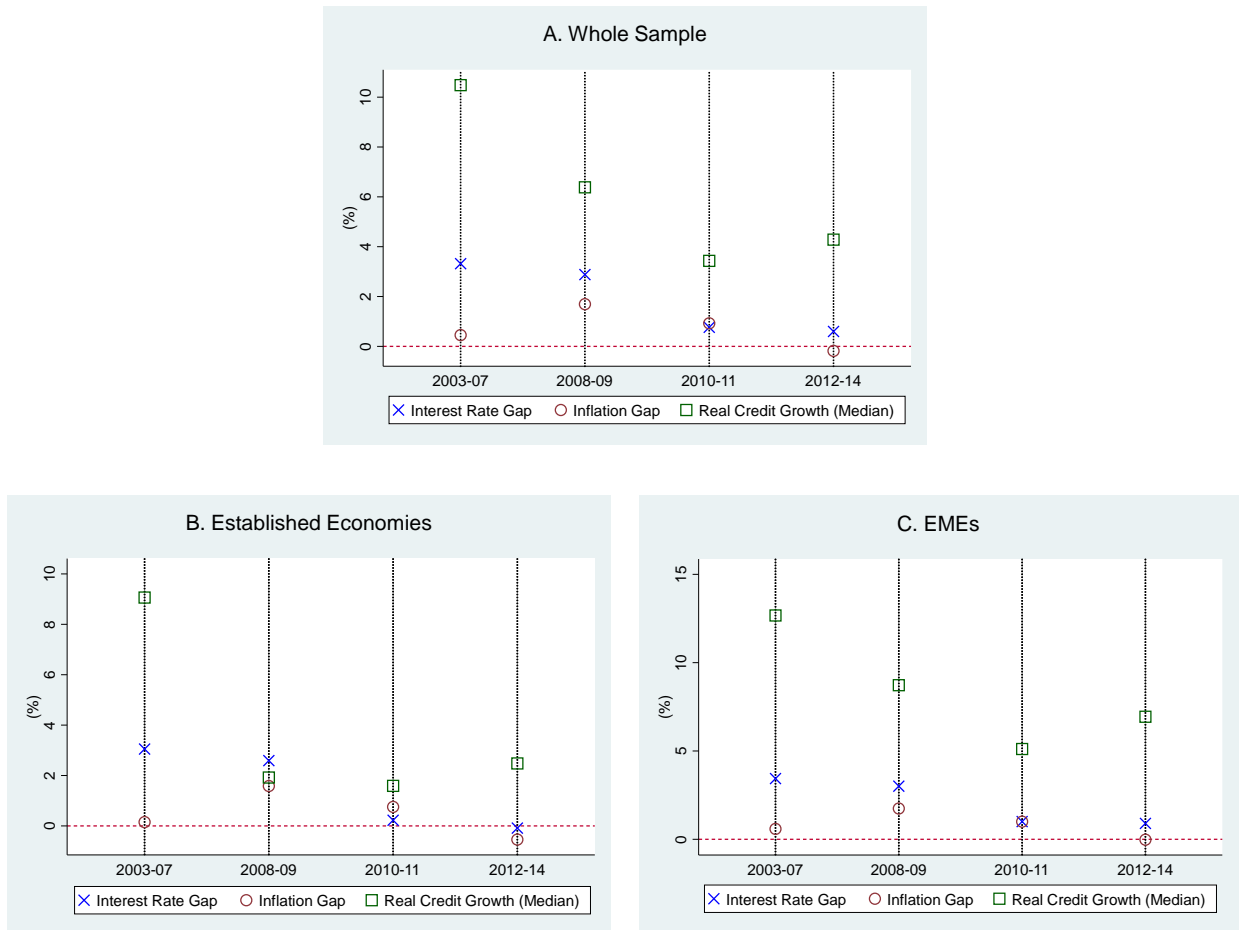 A. Whole Sample
(%)
10
8
6
4
2
0
2003-07 2008-09 2010-11 2012-14
Interest Rate Gap Inflation Gap Real Credit Growth (Median)
B. Established Economies
(%)
10
8
6
4
2
0
2003-07 2008-09 2010-11 2012-14
Interest Rate Gap Inflation Gap Real Credit Growth (Median)
C. EMEs
(%)
15
10
5
0
2003-07 2008-09 2010-11 2012-14
Interest Rate Gap Inflation Gap Real Credit Growth (Median)